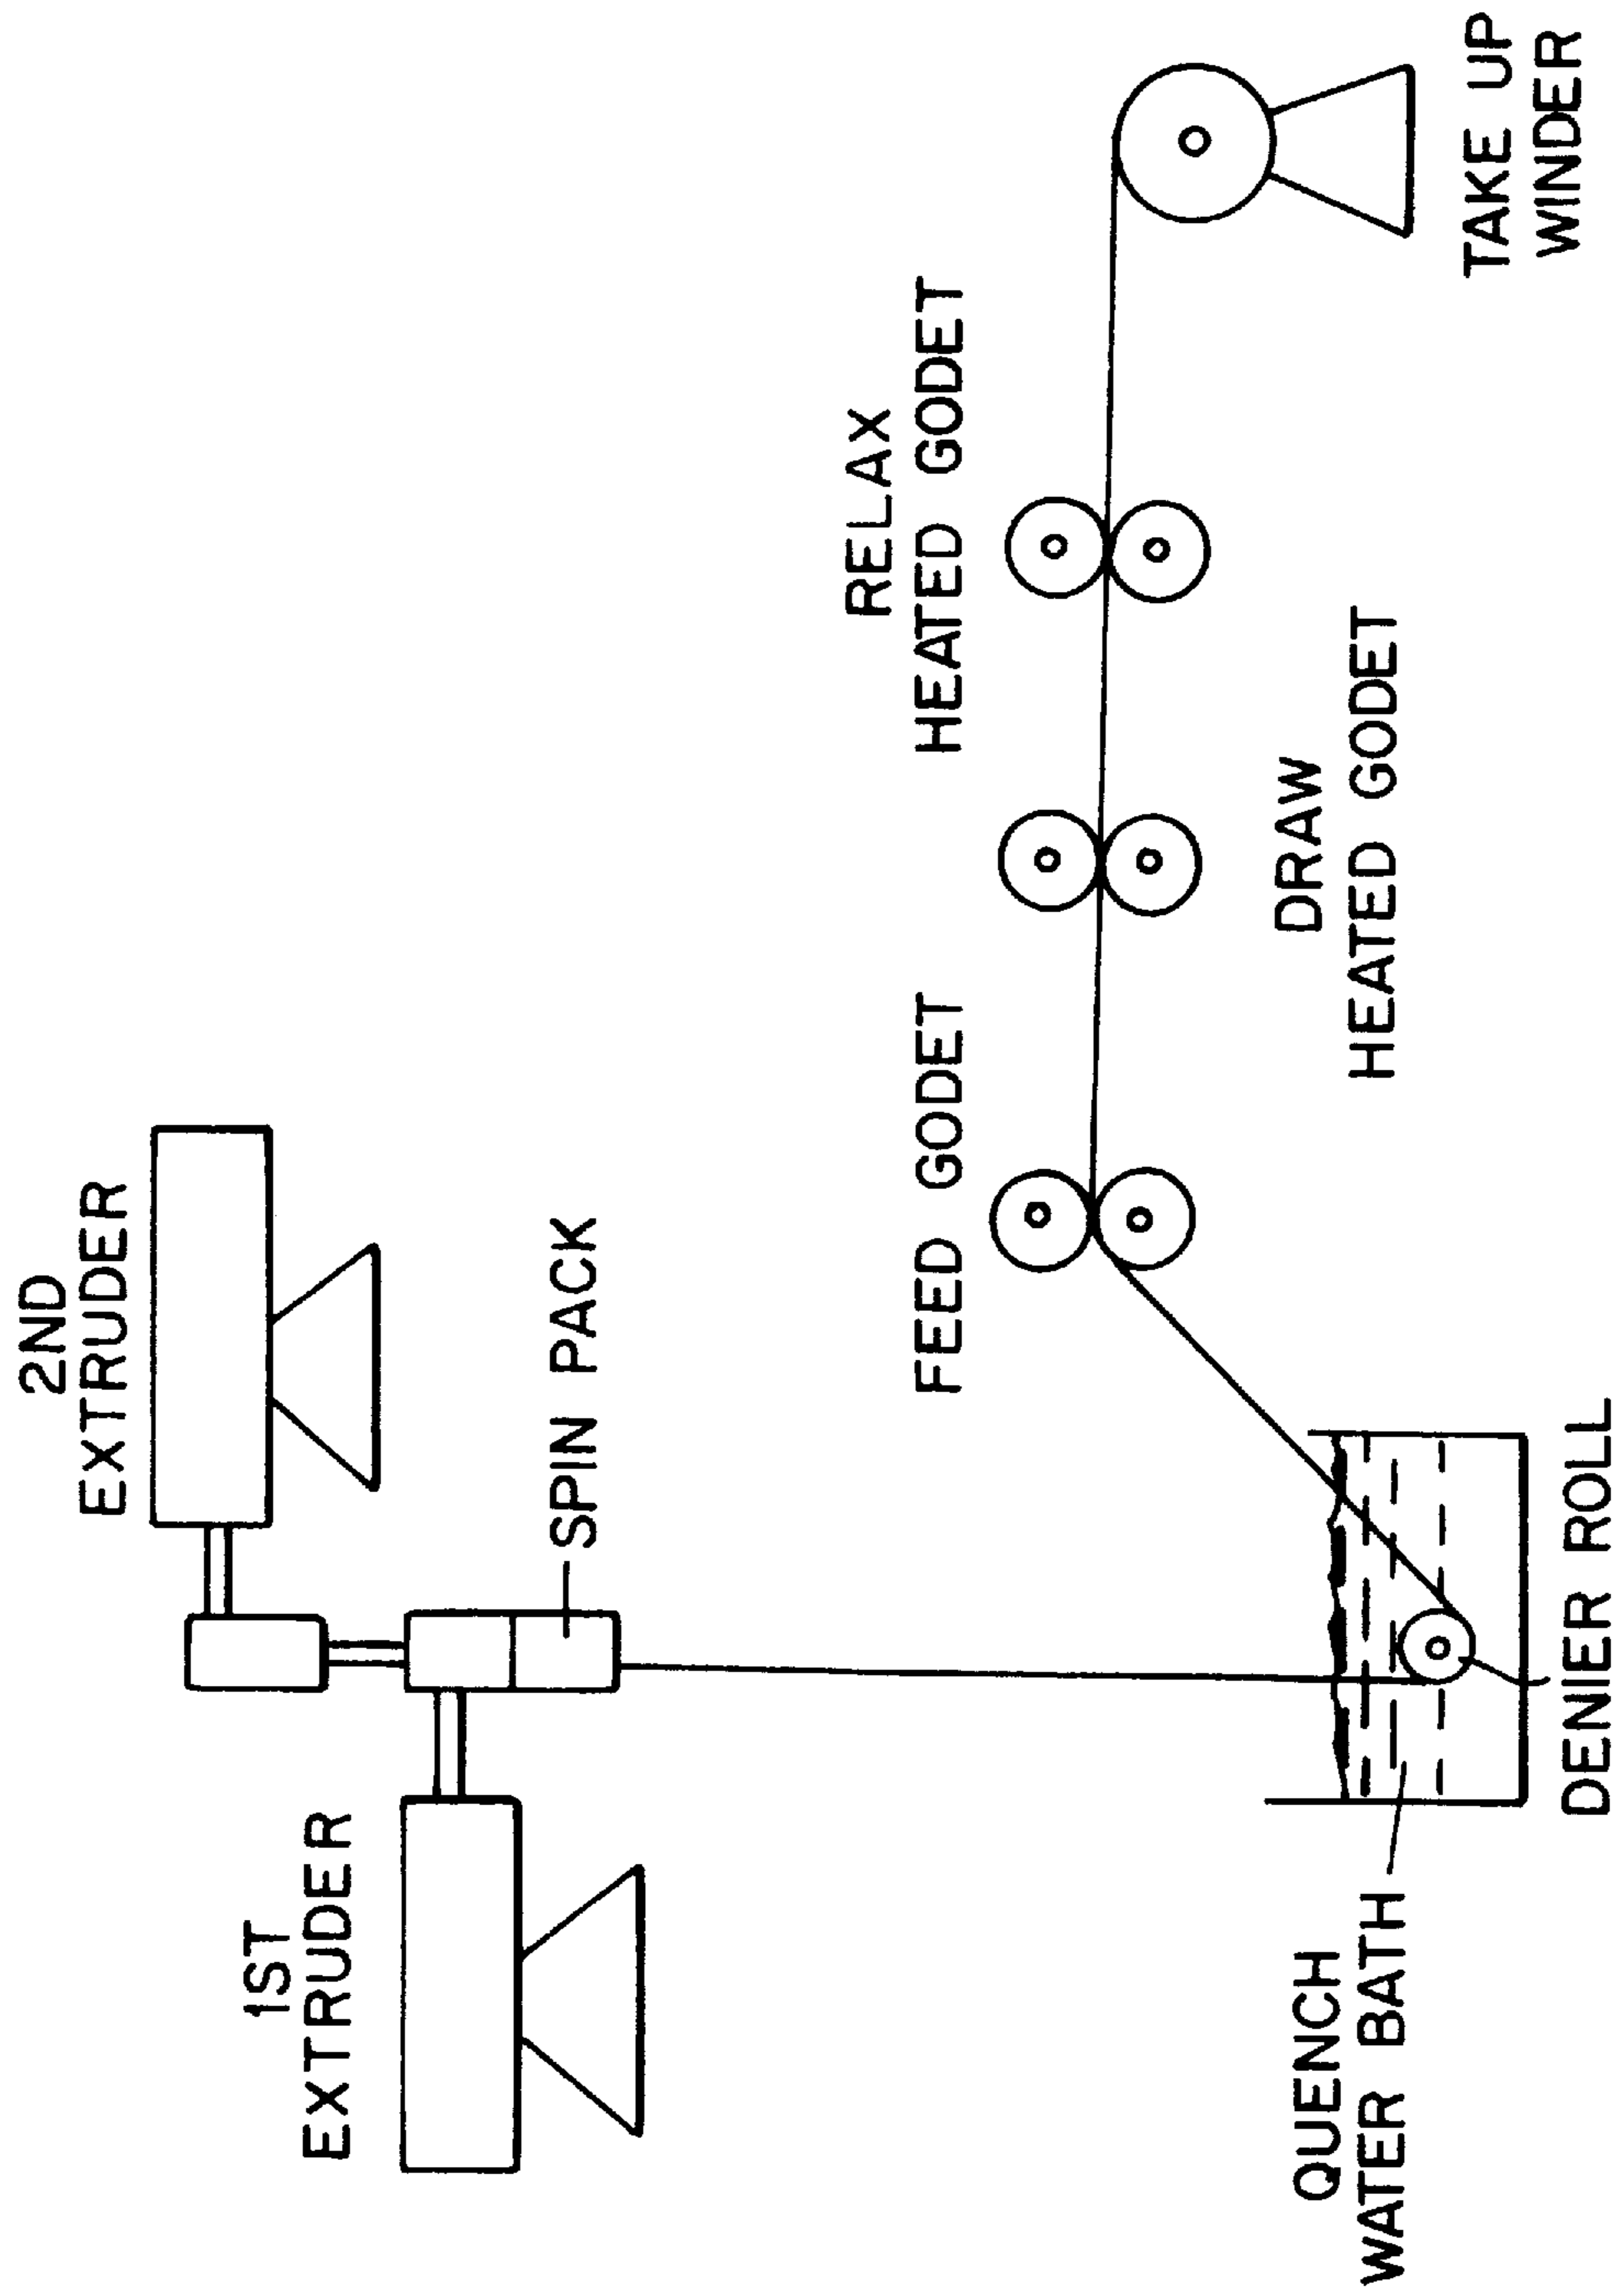 2ND
EXTRUDER
1ST
EXTRUDER
SPIN PACK
RELAX
HEATED GODET
FEED GODET
DRAW
HEATED GODET
TAKE UP
WINDER
QUENCH
WATER BATH
DENIER ROLL